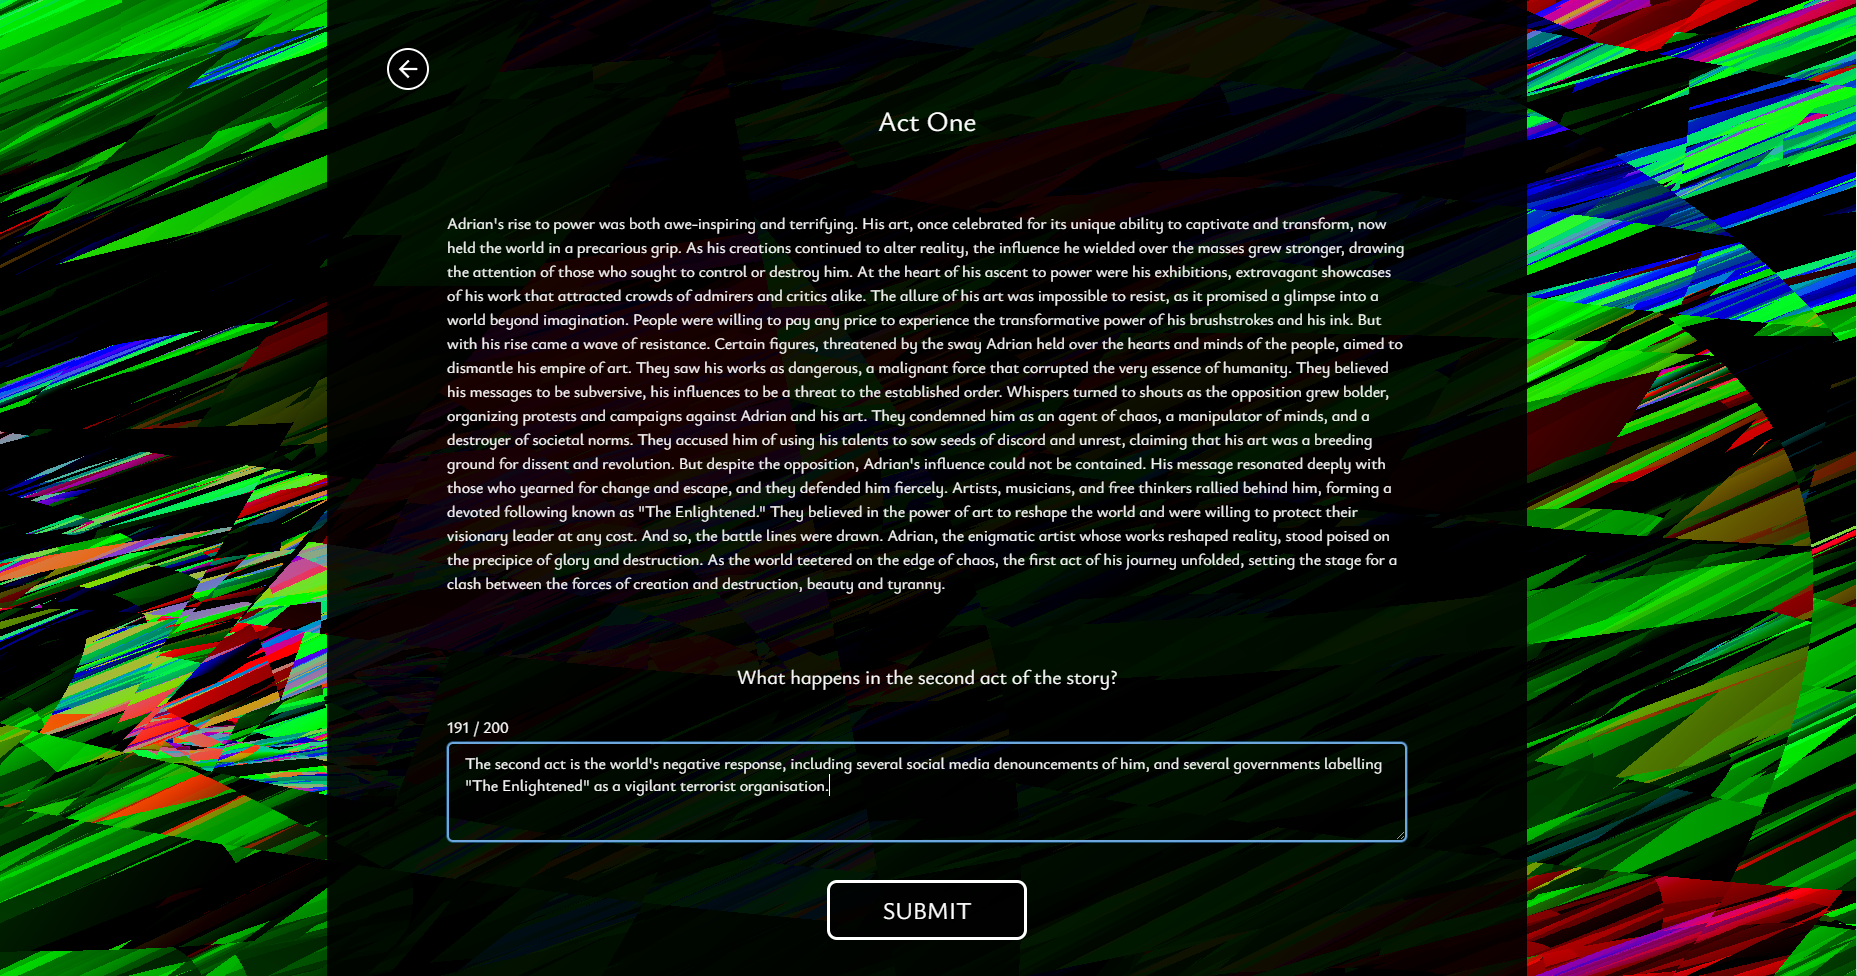 Act One
Adrian's rise to power was both awe-inspiring and terrifying. His art, once celebrated for its unique ability to captivate and transform, now
held the world in a precarious grip. As his creations continued to alter reality, the influence he wielded over the masses grew stronger, drawing
the attention of those who sought to control or destroy him. At the heart of his ascent to power were his exhibitions, extravagant showcases
of his work that attracted crowds of admirers and critics alike. The allure of his art was impossible to resist, as it promised a glimpse into a
world beyond imagination. People were willing to pay any price to experience the transformative power of his brushstrokes and his ink. But
with his rise came a wave of resistance. Certain figures, threatened by the sway Adrian held over the hearts and minds of the people, aimed to
dismantle his empire of art. They saw his works as dangerous, a malignant force that corrupted the very essence of humanity. They believed
his messages to be subversive, his influences to be a threat to the established order. Whispers turned to shouts as the opposition grew bolder,
organizing protests and campaigns against Adrian and his art. They condemned him as an agent of chaos, a manipulator of minds, and a
destroyer of societal norms. They accused him of using his talents to sow seeds of discord and unrest, claiming that his art was a breeding
ground for dissent and revolution. But despite the opposition, Adrian's influence could not be contained. His message resonated deeply with
those who yearned for change and escape, and they defended him fiercely. Artists, musicians, and free thinkers rallied behind him, forming a
devoted following known as "The Enlightened." They believed in the power of art to reshape the world and were willing to protect their
visionary leader at any cost. And so, the battle lines were drawn. Adrian, the enigmatic artist whose works reshaped reality, stood poised on
the precipice of glory and destruction. As the world teetered on the edge of chaos, the first act of his journey unfolded, setting the stage for a
clash between the forces of creation and destruction, beauty and tyranny.
What happens in the second act of the story?
191 / 200
The second act is the world's negative response, including several social media denouncements of him, and several governments labelling
"The Enlightened" as a vigilant terrorist organisation.
SUBMIT